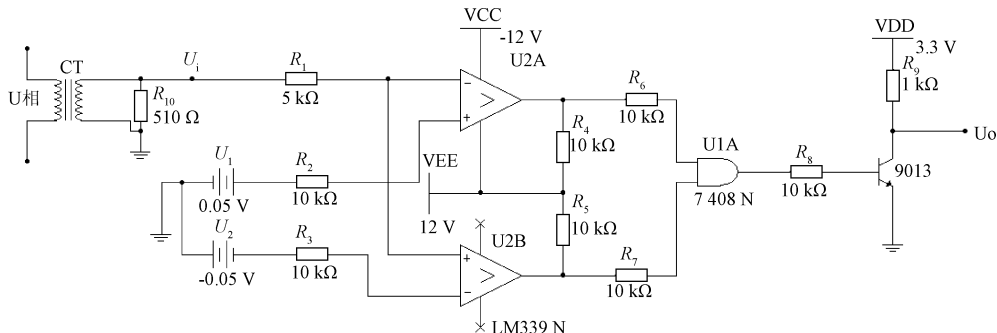 VCC
-12 V
U2A
VDD
3.3 V
CT
U相
Ui
R1
5 kΩ
R10
510 Ω
R6
10 kΩ
R9
1 kΩ
Uo
R4
10 kΩ
U1A
7 408 N
R8
10 kΩ
9013
VEE
12 V
U1
0.05 V
R2
10 kΩ
R5
10 kΩ
U2
-0.05 V
R3
10 kΩ
U2B
R7
10 kΩ
LM339 N